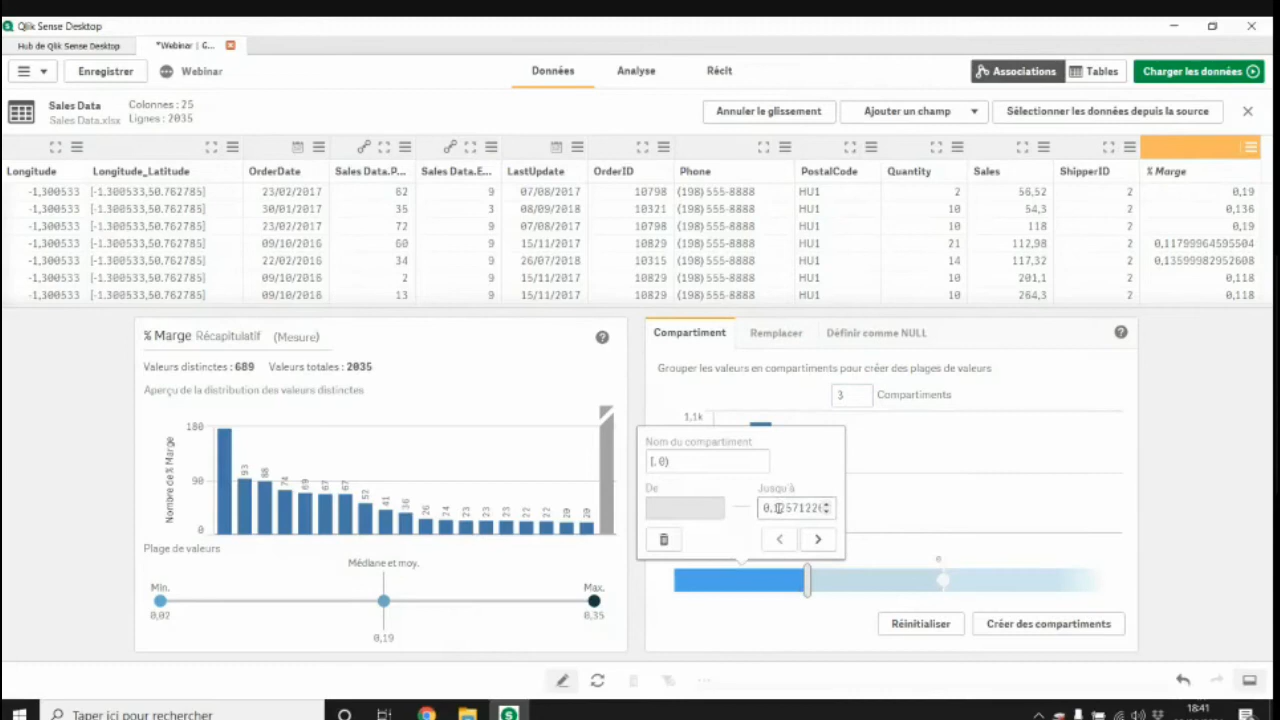 Qlik Sense Desktop
Hub de Qlik Sense Desktop
*Webinar | G...
Enregistrer
Webinar
Données
Analyse
Récit
Associations
Tables
Charger les données
Sales Data
Sales Data.xlsx
Colonnes : 25
Lignes : 2035
Annuler le glissement
Ajouter un champ
Sélectionner les données depuis la source
Longitude Longitude_Latitude OrderDate Sales Data.P... Sales Data.E... LastUpdate OrderID Phone PostalCode Quantity Sales ShipperID % Marge
-1,300533 [-1.300533,50.762785] 23/02/2017 62 9 07/08/2017 10798 (198) 555-8888 HU1 2 56,52 2 0,19
-1,300533 [-1.300533,50.762785] 30/01/2017 35 3 08/09/2018 10321 (198) 555-8888 HU1 10 54,3 2 0,136
-1,300533 [-1.300533,50.762785] 23/02/2017 72 9 07/08/2017 10798 (198) 555-8888 HU1 10 118 2 0,19
-1,300533 [-1.300533,50.762785] 09/10/2016 60 9 15/11/2017 10829 (198) 555-8888 HU1 21 112,98 2 0,11799964595504
-1,300533 [-1.300533,50.762785] 22/02/2016 34 9 26/07/2018 10315 (198) 555-8888 HU1 14 117,32 2 0,13599982952608
-1,300533 [-1.300533,50.762785] 09/10/2016 2 9 15/11/2017 10829 (198) 555-8888 HU1 10 201,1 2 0,118
-1,300533 [-1.300533,50.762785] 09/10/2016 13 9 15/11/2017 10829 (198) 555-8888 HU1 10 264,3 2 0,118
% Marge Récapitulatif (Mesure)
Valeurs distinctes : 689 Valeurs totales : 2035
Aperçu de la distribution des valeurs distinctes
Nombre de % Marge
180
90
0
93 88 74 69 67 67 52 41 36 26 24 23 23 23 22 22 20 20
Plage de valeurs
Médiane et moy.
Min.
Max.
0,02
0,35
0,19
Compartiment
Remplacer
Définir comme NULL
Grouper les valeurs en compartiments pour créer des plages de valeurs
3 Compartiments
1,1k
Nom du compartiment
[, 0)
De
Jusqu'à
Réinitialiser
Créer des compartiments
Taper ici pour rechercher
18:41